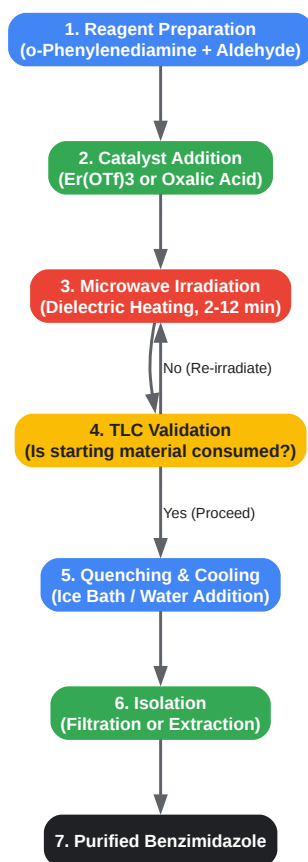 1. Reagent Preparation
(o-Phenylenediamine + Aldehyde)
2. Catalyst Addition
(Er(OTf)3 or Oxalic Acid)
3. Microwave Irradiation
(Dielectric Heating, 2-12 min)
No (Re-irradiate)
4. TLC Validation
(Is starting material consumed?)
Yes (Proceed)
5. Quenching & Cooling
(Ice Bath / Water Addition)
6. Isolation
(Filtration or Extraction)
7. Purified Benzimidazole